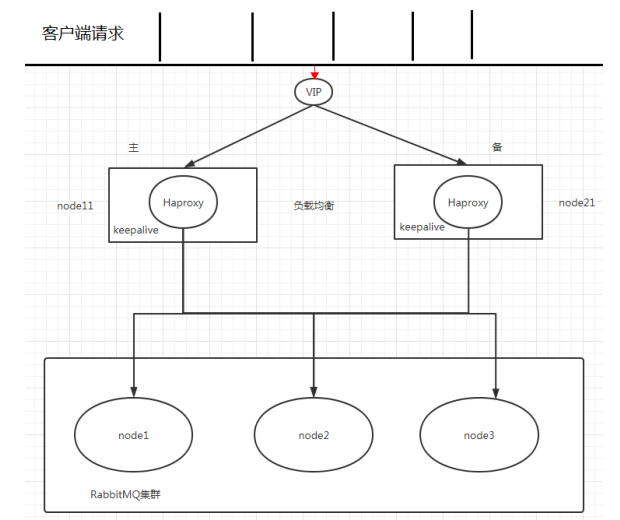 客户端请求
VIP
主
备
node11
Haproxy
keepalive
负载均衡
Haproxy
keepalive
node21
node1
node2
node3
RabbitMQ集群